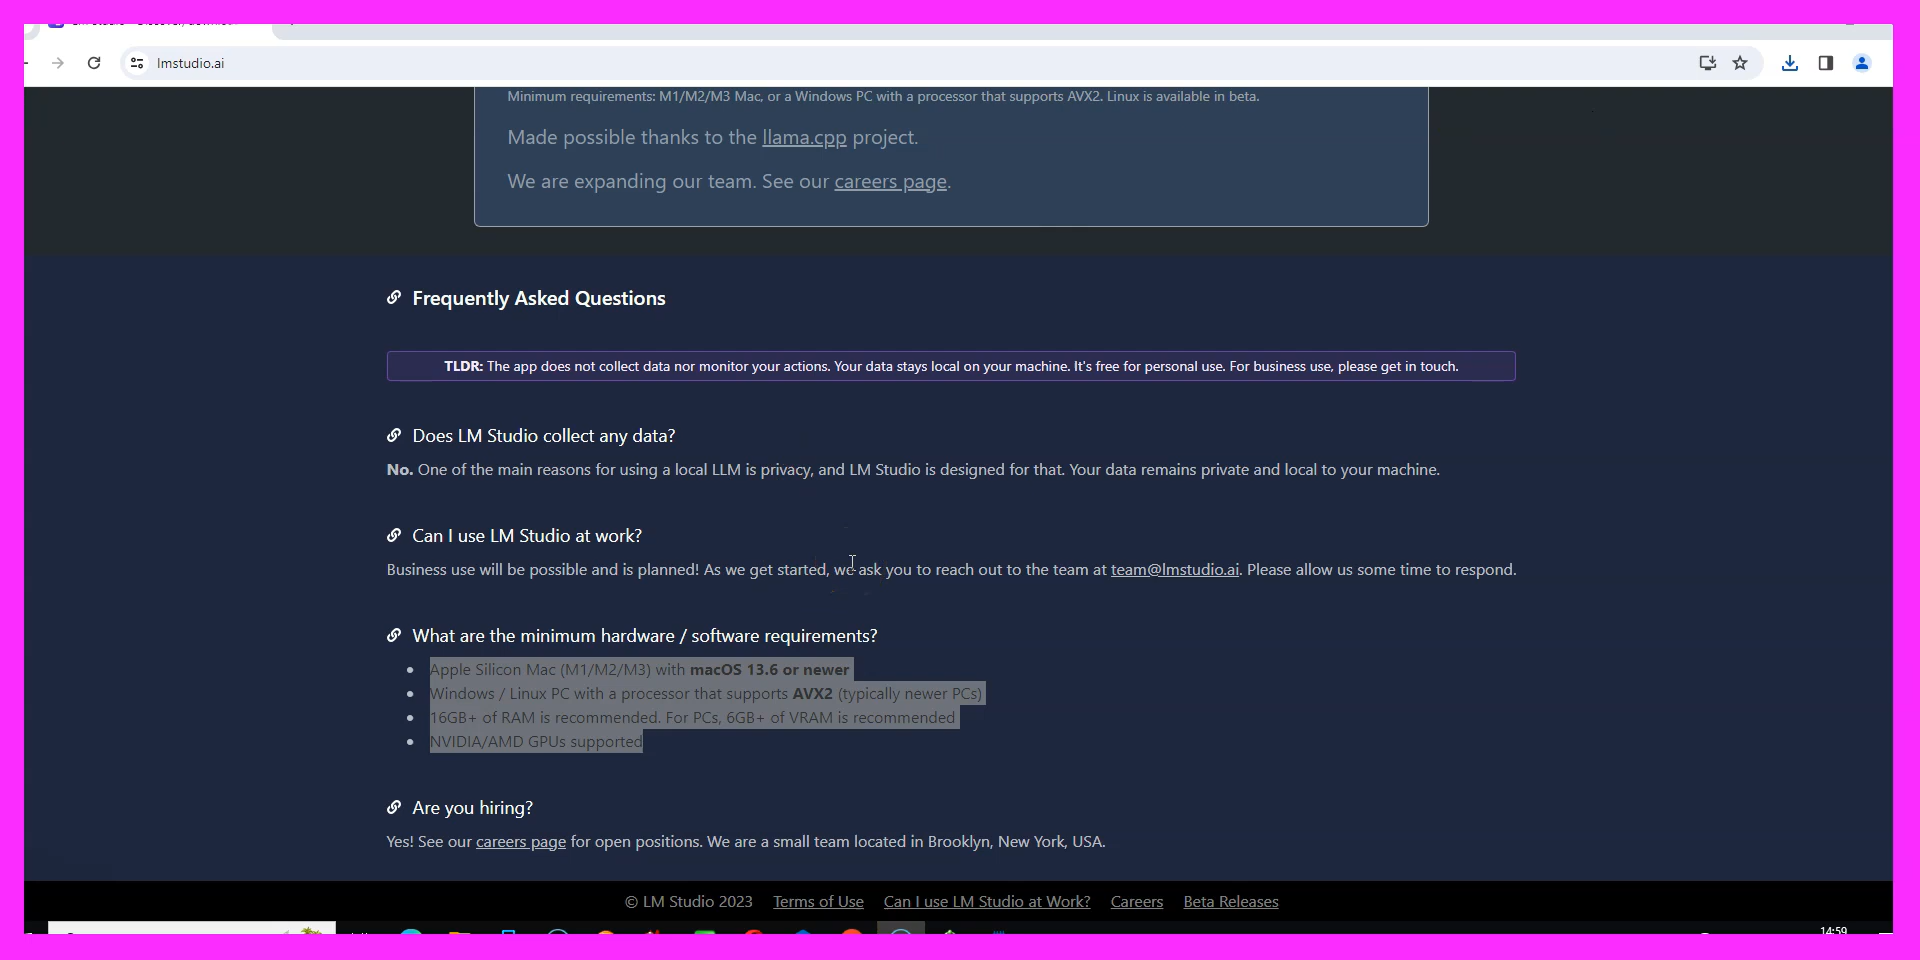 lmstudio.ai
Minimum requirements: M1/M2/M3 Mac, or a Windows PC with a processor that supports AVX2. Linux is available in beta.
Made possible thanks to the llama.cpp project.
We are expanding our team. See our careers page.
Frequently Asked Questions
TLDR: The app does not collect data nor monitor your actions. Your data stays local on your machine. It's free for personal use. For business use, please get in touch.
Does LM Studio collect any data?
No. One of the main reasons for using a local LLM is privacy, and LM Studio is designed for that. Your data remains private and local to your machine.
Can I use LM Studio at work?
Business use will be possible and is planned! As we get started, we ask you to reach out to the team at team@lmstudio.ai. Please allow us some time to respond.
What are the minimum hardware / software requirements?
• Apple Silicon Mac (M1/M2/M3) with macOS 13.6 or newer
• Windows / Linux PC with a processor that supports AVX2 (typically newer PCs)
• 16GB+ of RAM is recommended. For PCs, 6GB+ of VRAM is recommended
• NVIDIA/AMD GPUs supported
Are you hiring?
Yes! See our careers page for open positions. We are a small team located in Brooklyn, New York, USA.
© LM Studio 2023 Terms of Use Can I use LM Studio at Work? Careers Beta Releases
14:59